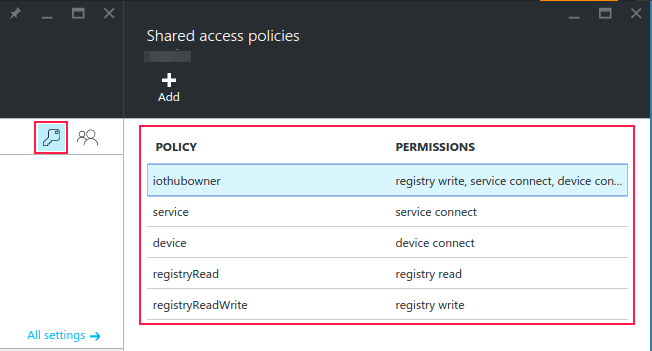 Shared access policies
Add
POLICY PERMISSIONS
iothubowner registry write, service connect, device con...
service service connect
device device connect
registryRead registry read
registryReadWrite registry write
All settings